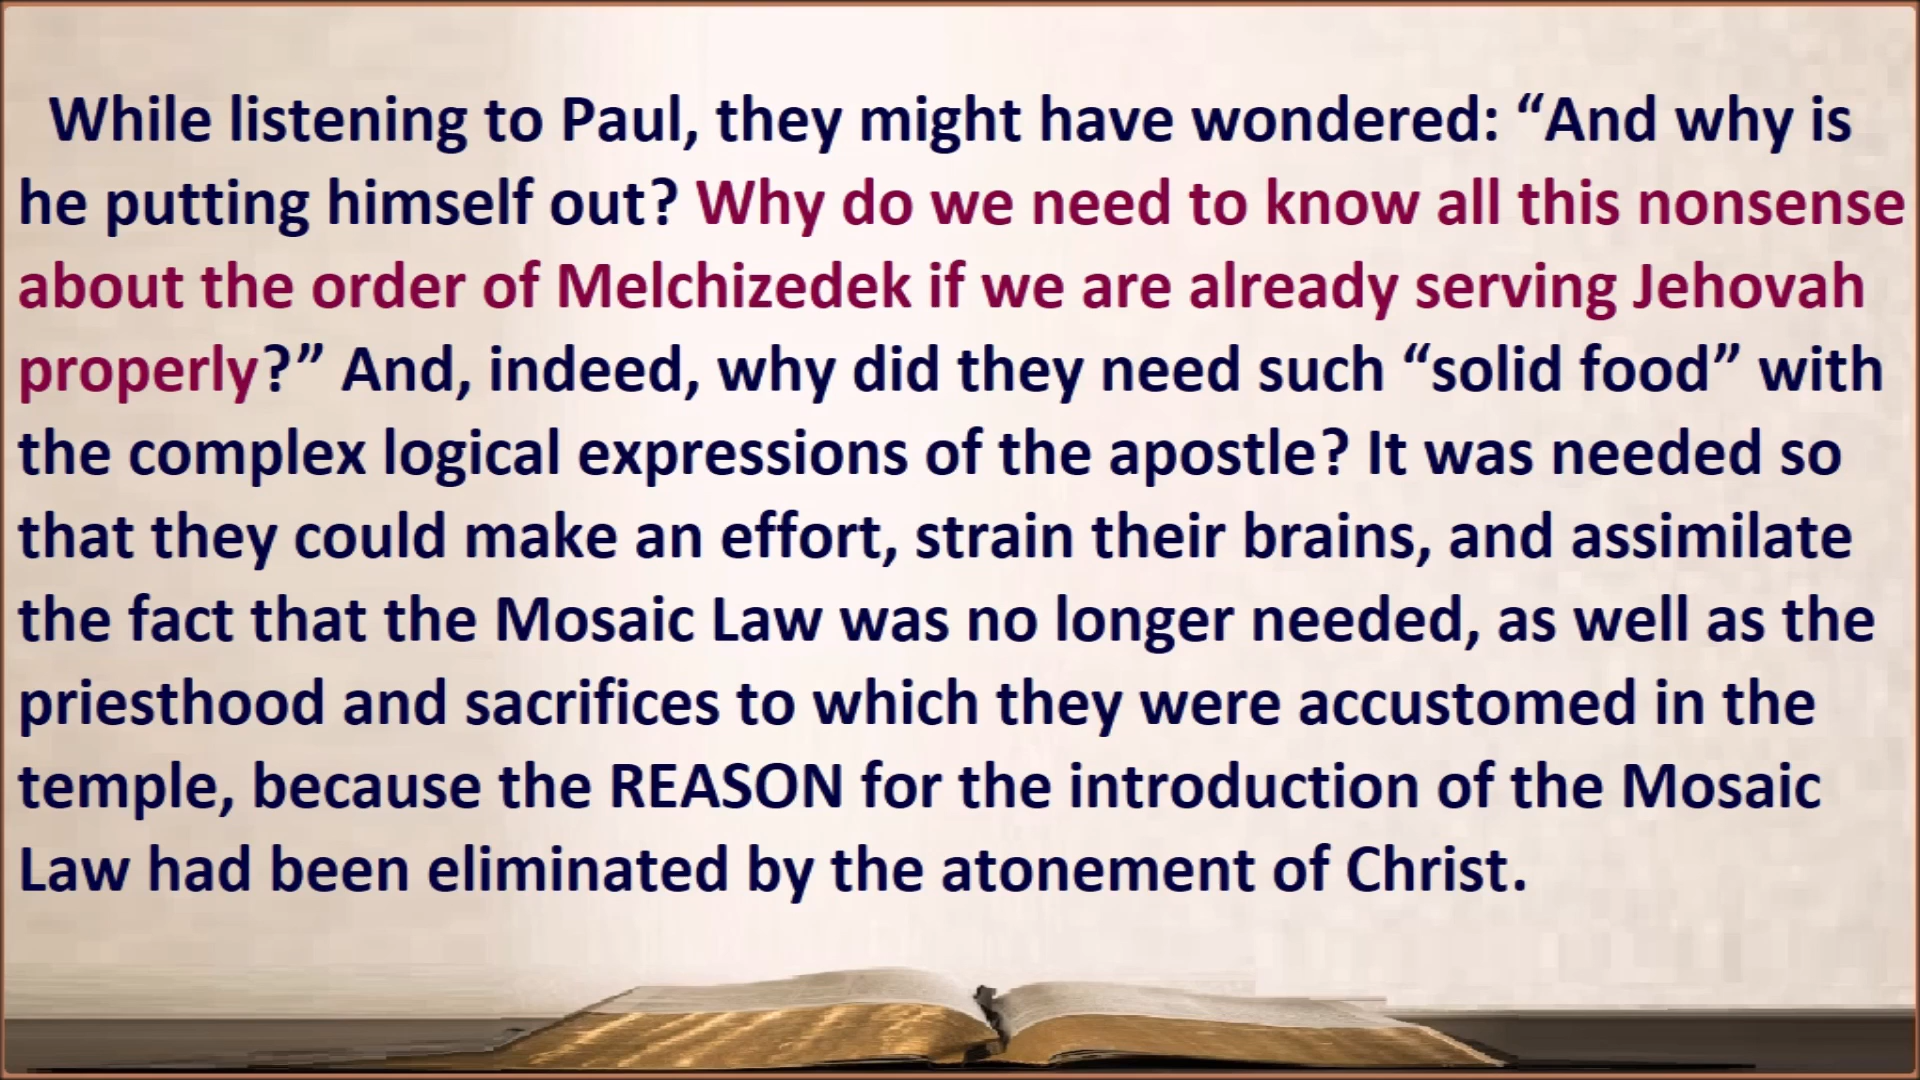 While listening to Paul, they might have wondered: “And why is
he putting himself out? Why do we need to know all this nonsense
about the order of Melchizedek if we are already serving Jehovah
properly?” And, indeed, why did they need such “solid food” with
the complex logical expressions of the apostle? It was needed so
that they could make an effort, strain their brains, and assimilate
the fact that the Mosaic Law was no longer needed, as well as the
priesthood and sacrifices to which they were accustomed in the
temple, because the REASON for the introduction of the Mosaic
Law had been eliminated by the atonement of Christ.